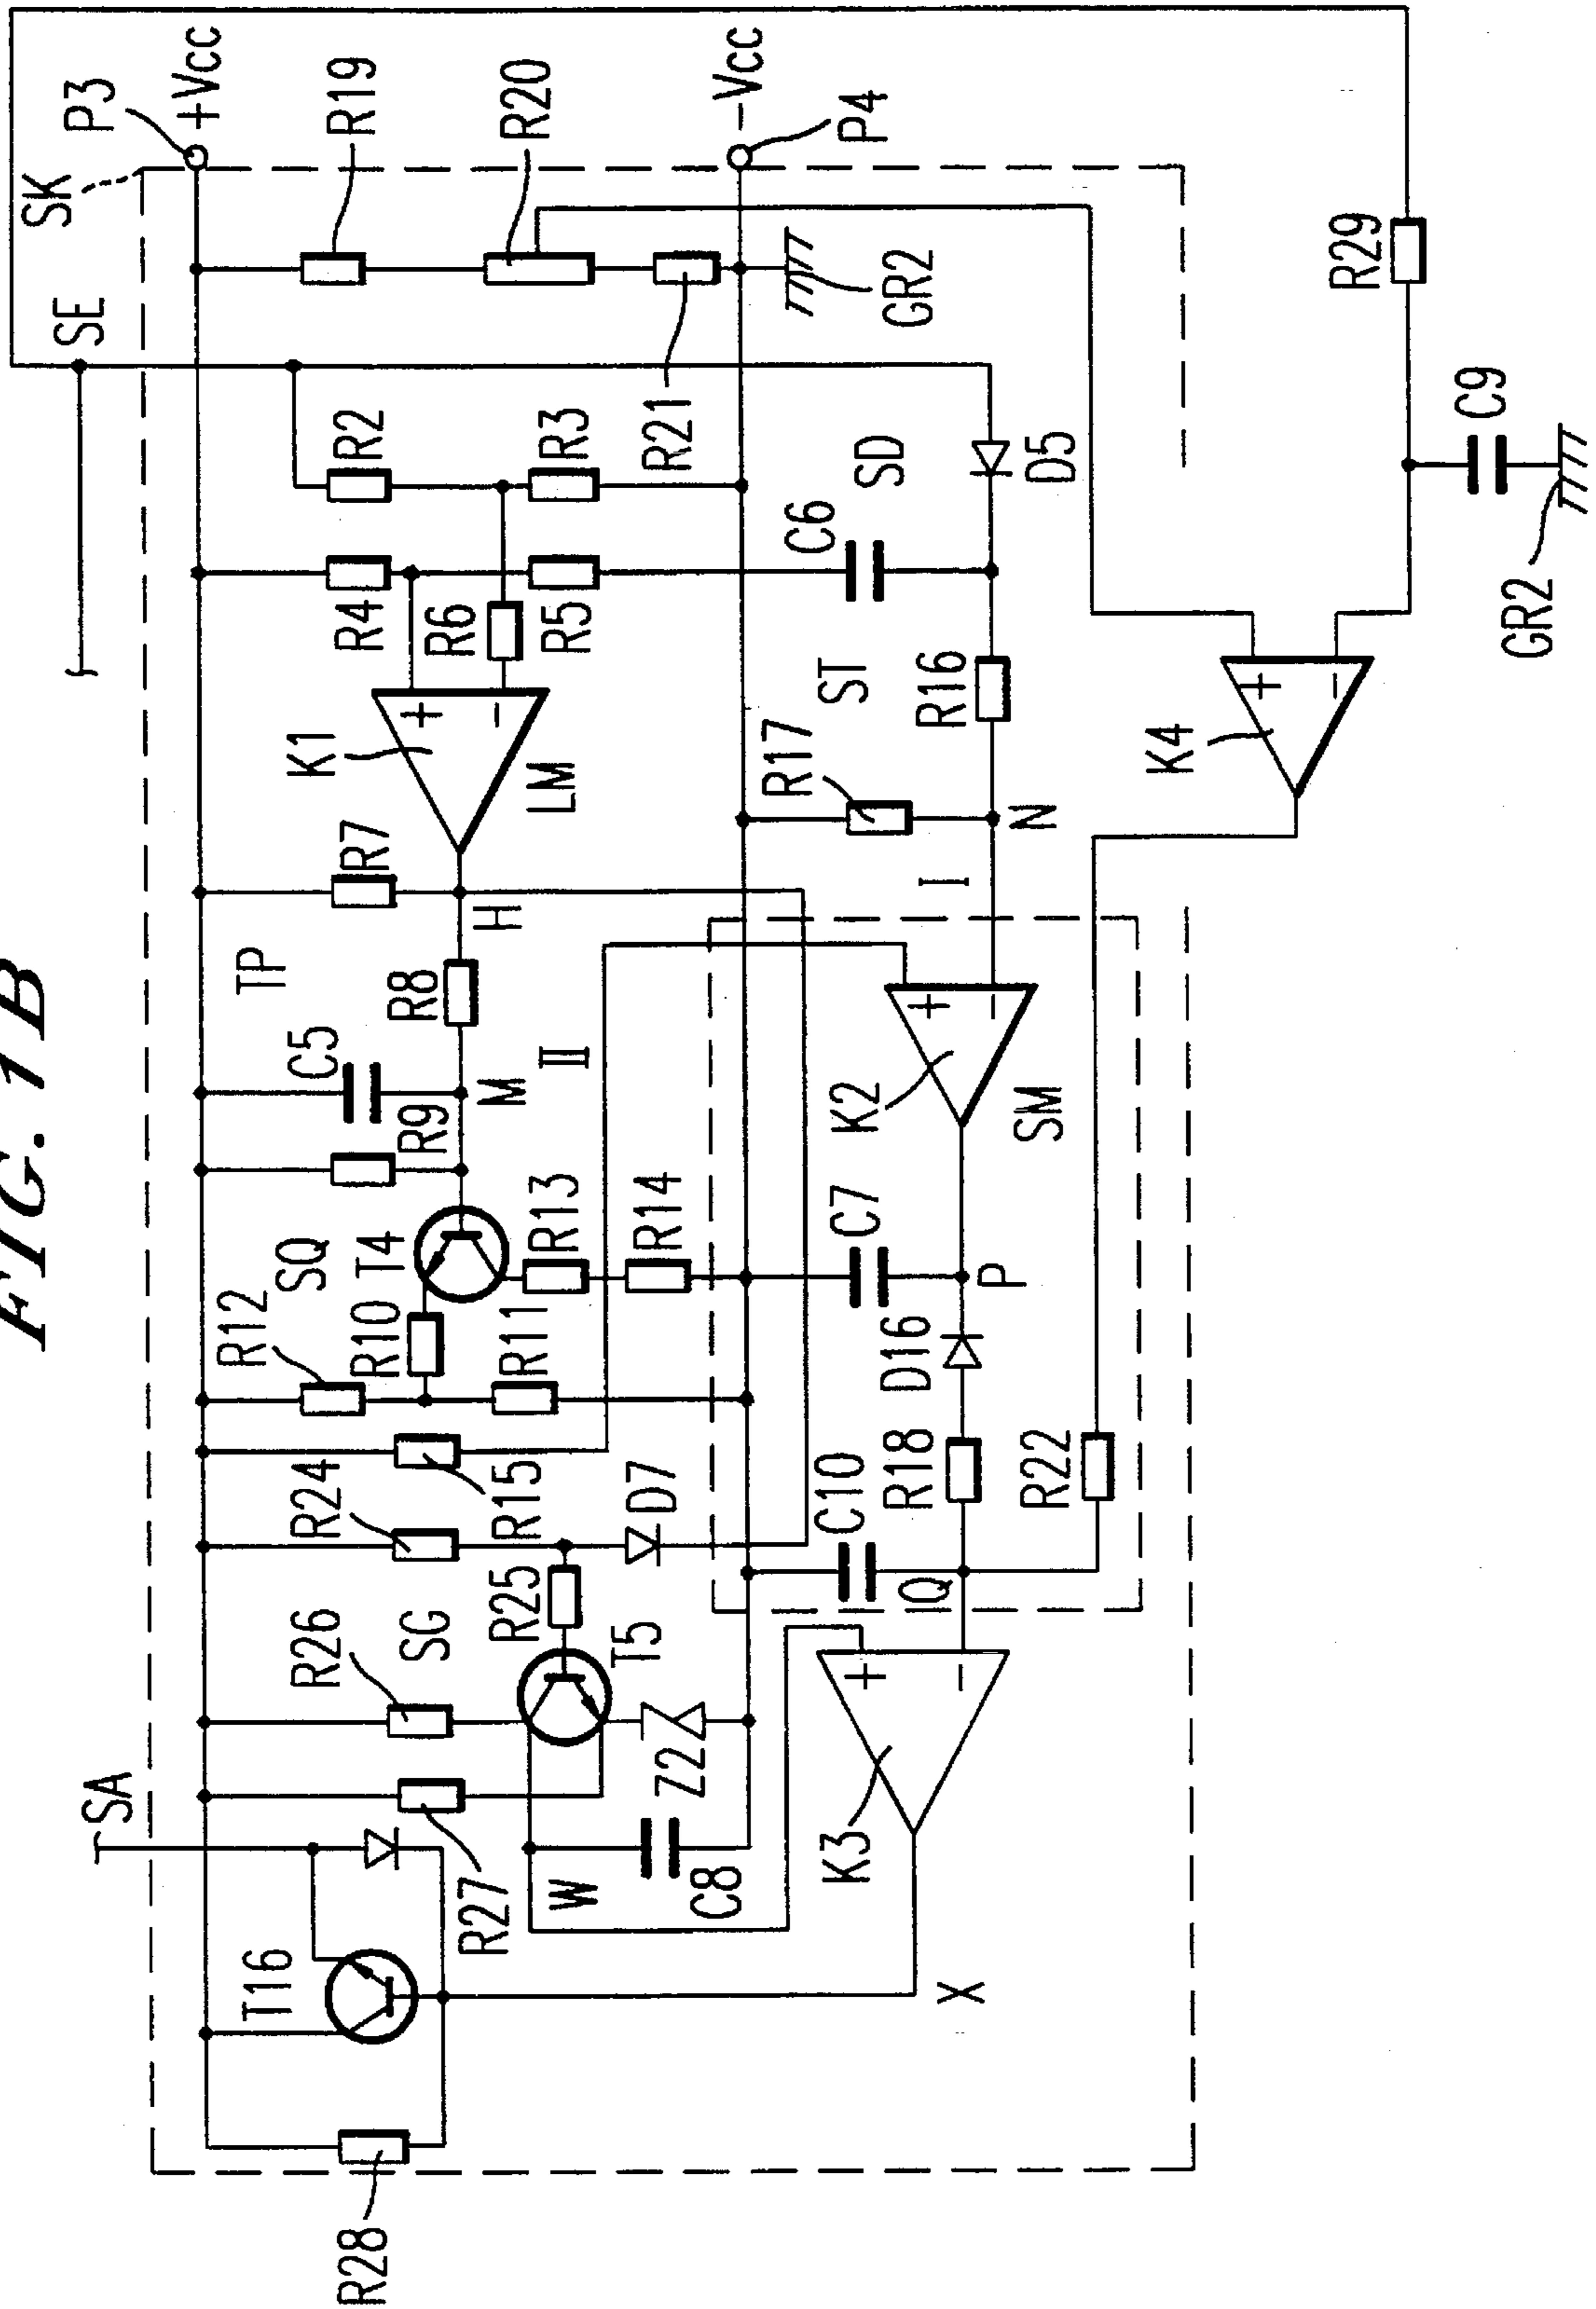 FIG. 1B
SK
P3
+Vcc
SE
R19
R20
-Vcc
P4
R2
R3
R21
GR2
R29
R4
R6
R5
C6
SD
D5
C9
GR2
K1
+
-
LM
ST
R17
R16
N
K4
+
-
R7
TP
H
I
C5
R8
M
II
R9
K2
+
-
SM
SQ
T4
R13
R14
C7
P
R12
R10
R11
D16
R24
R15
D7
C10
R18
R22
Q
R26
SG
R25
T5
Z2
+
-
SA
R27
W
C8
K3
T16
X
R28